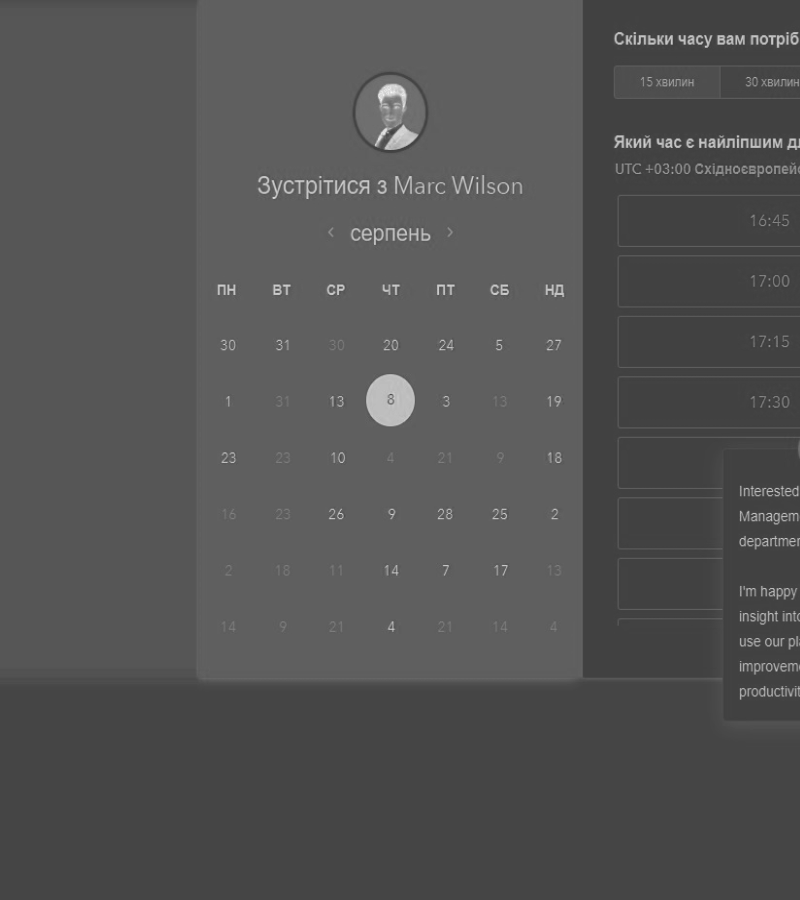 Зустрітися з Marc Wilson
‹ серпень ›
ПН ВТ СР ЧТ ПТ СБ НД
30 31 30 20 24 5 27
1 31 13 8 3 13 19
23 23 10 4 21 9 18
16 23 26 9 28 25 2
2 18 11 14 7 17 13
14 9 21 4 21 14 4
Скільки часу вам потріб
15 хвилин 30 хвилин
Який час є найліпшим д
UTC +03:00 Східноєвропей
16:45
17:00
17:15
17:30
Interested
Managem
departmen
I'm happy
insight into
use our pla
improveme
productivit